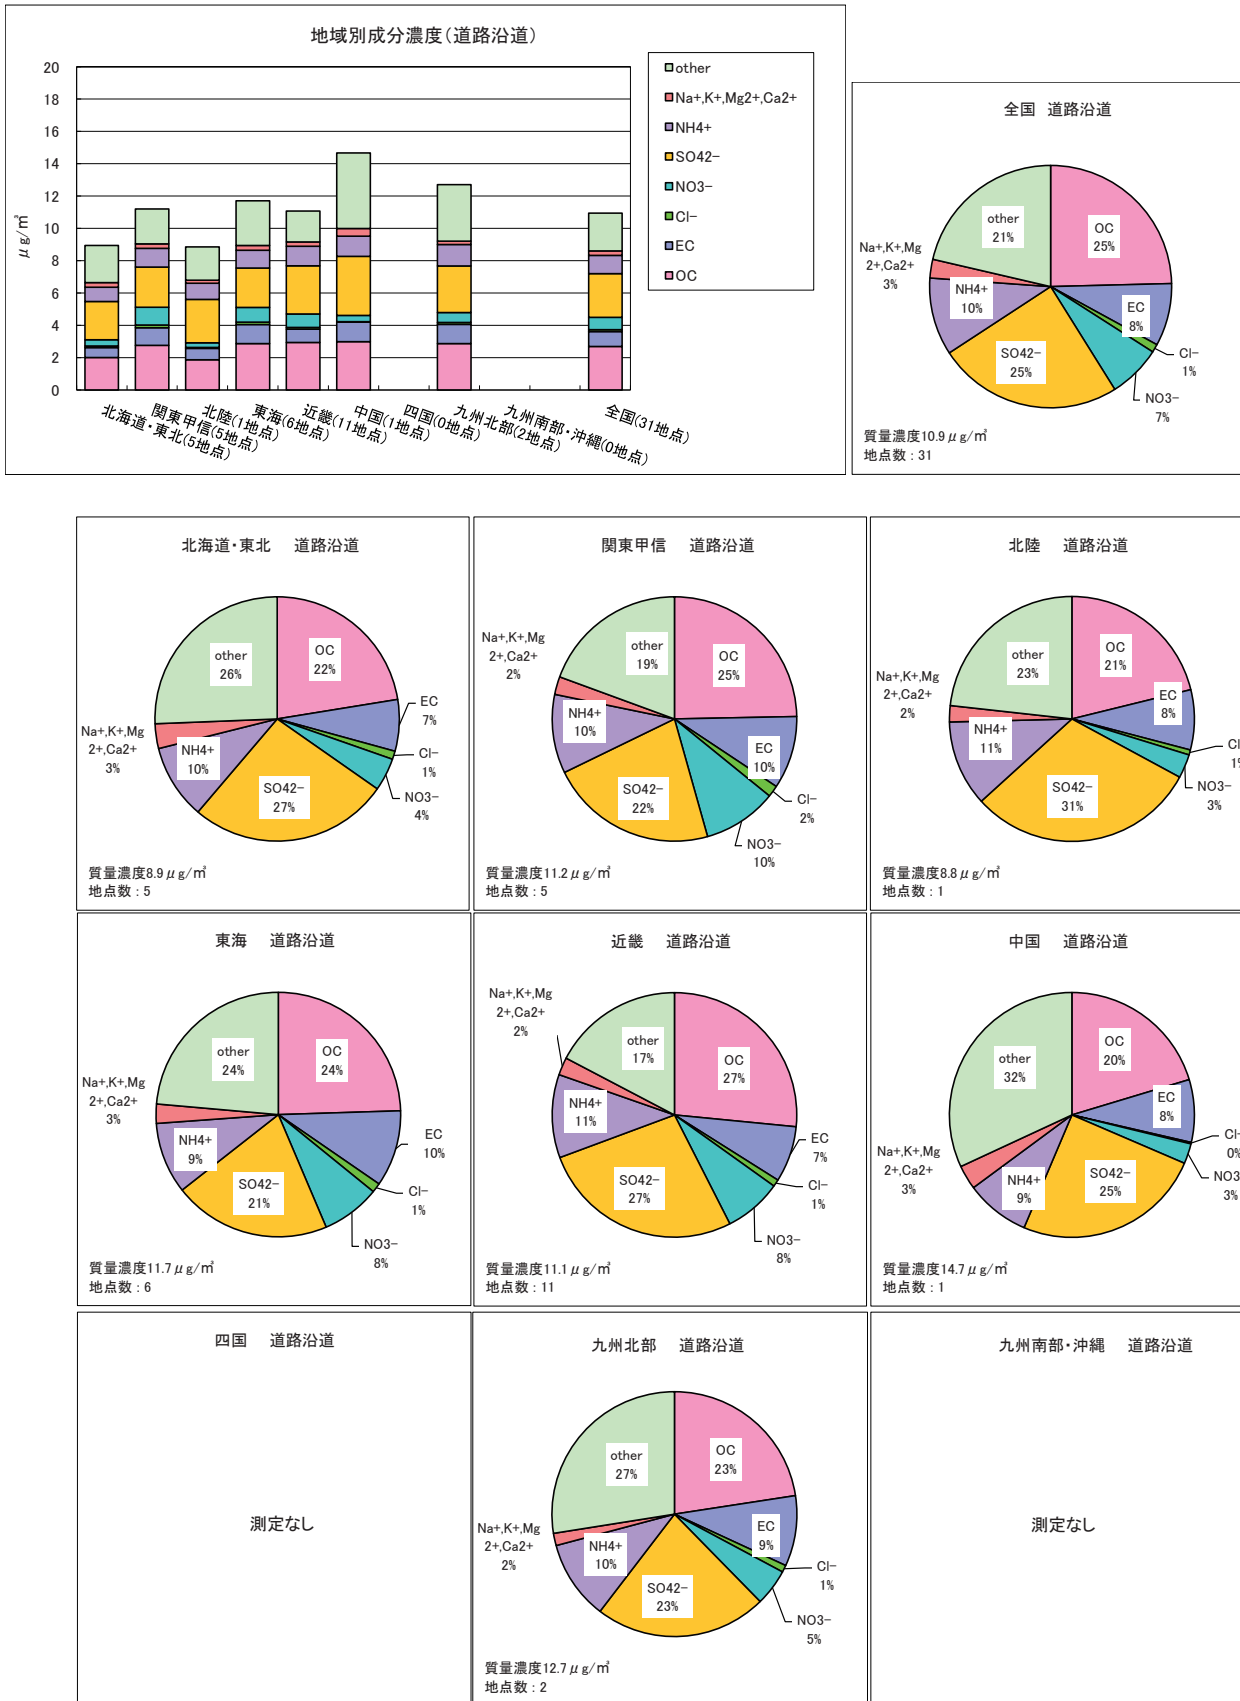 地域別成分濃度(道路沿道)
20
18
16
14
12
10
8
6
4
2
0
μg/㎥
北海道・東北(5地点)
関東甲信(5地点)
北陸(1地点)
東海(6地点)
近畿(11地点)
中国(1地点)
四国(0地点)
九州北部(2地点)
九州南部・沖縄(0地点)
全国(31地点)
other
Na+,K+,Mg2+,Ca2+
NH4+
SO42-
NO3-
Cl-
EC
OC
全国 道路沿道
other
21%
OC
25%
Na+,K+,Mg
2+,Ca2+
3%
NH4+
10%
EC
8%
SO42-
25%
Cl-
1%
NO3-
7%
質量濃度10.9μg/㎥
地点数:31
北海道・東北 道路沿道
other
26%
OC
22%
EC
7%
Na+,K+,Mg
2+,Ca2+
3%
NH4+
10%
Cl-
1%
SO42-
27%
NO3-
4%
質量濃度8.9μg/㎥
地点数:5
関東甲信 道路沿道
Na+,K+,Mg
2+,Ca2+
2%
other
19%
OC
25%
NH4+
10%
EC
10%
SO42-
22%
Cl-
2%
NO3-
10%
質量濃度11.2μg/㎥
地点数:5
北陸 道路沿道
other
23%
OC
21%
Na+,K+,Mg
2+,Ca2+
2%
EC
8%
NH4+
11%
Cl-
1%
SO42-
31%
NO3-
3%
質量濃度8.8μg/㎥
地点数:1
東海 道路沿道
other
24%
OC
24%
Na+,K+,Mg
2+,Ca2+
3%
EC
10%
NH4+
9%
SO42-
21%
Cl-
1%
NO3-
8%
質量濃度11.7μg/㎥
地点数:6
近畿 道路沿道
Na+,K+,Mg
2+,Ca2+
2%
other
17%
OC
27%
NH4+
11%
EC
7%
SO42-
27%
Cl-
1%
NO3-
8%
質量濃度11.1μg/㎥
地点数:11
中国 道路沿道
other
32%
OC
20%
EC
8%
Na+,K+,Mg
2+,Ca2+
3%
Cl-
0%
NH4+
9%
SO42-
25%
NO3-
3%
質量濃度14.7μg/㎥
地点数:1
四国 道路沿道
測定なし
九州北部 道路沿道
other
27%
OC
23%
Na+,K+,Mg
2+,Ca2+
2%
EC
9%
NH4+
10%
Cl-
1%
SO42-
23%
NO3-
5%
質量濃度12.7μg/㎥
地点数:2
九州南部・沖縄 道路沿道
測定なし